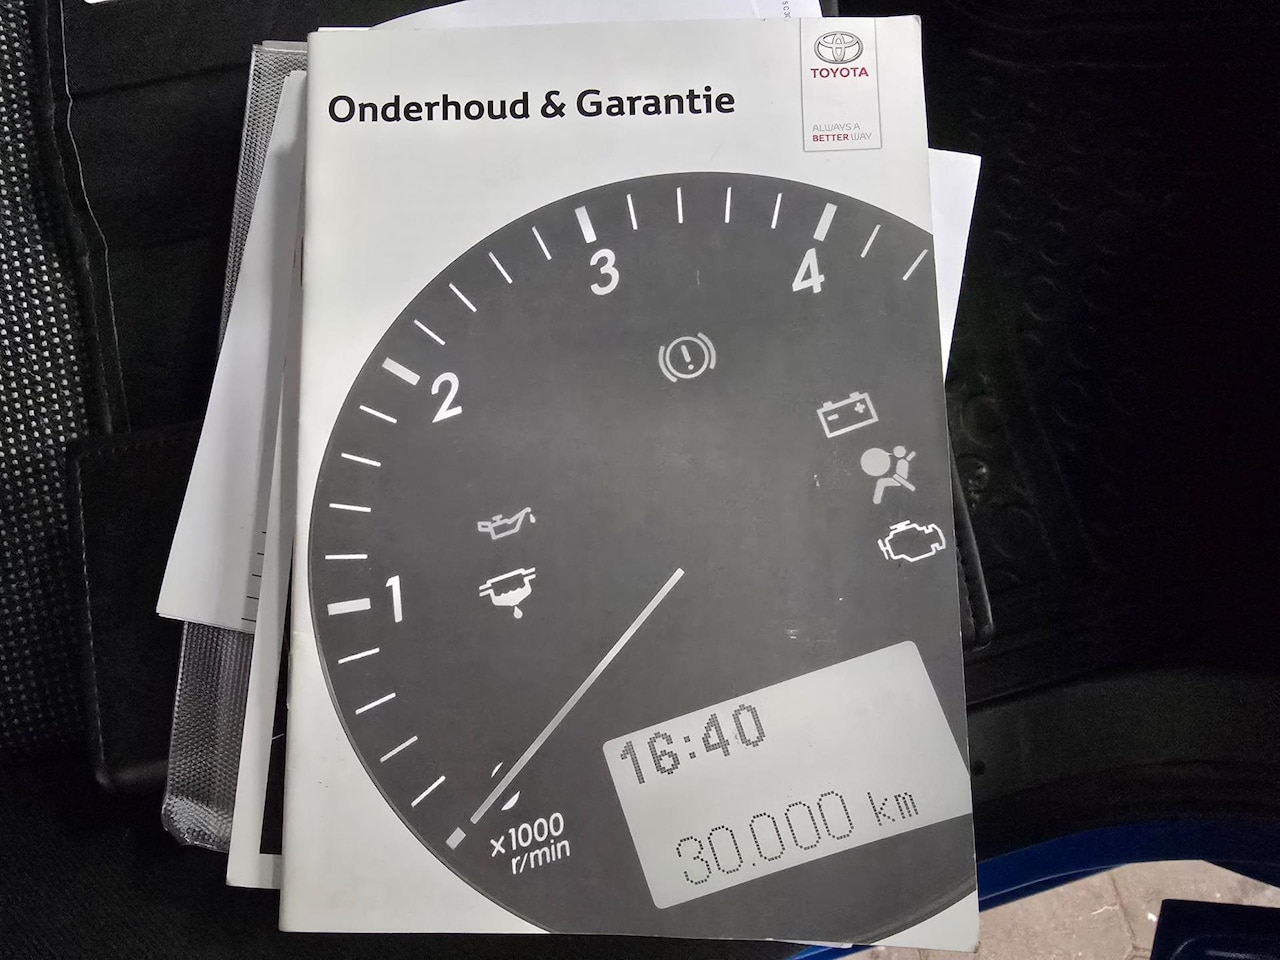 TOYOTA
ALWAYS A
BETTER WAY
Onderhoud & Garantie
3
4
2
1
16:40
30.000 km
x1000
r/min